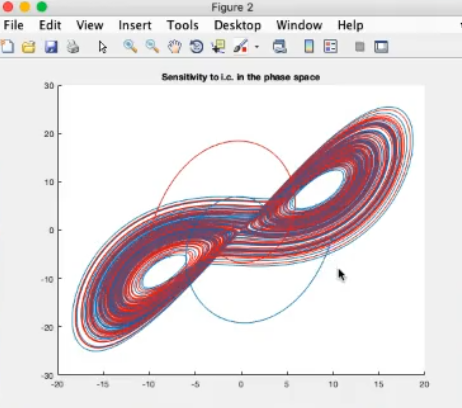 Figure 2
File Edit View Insert Tools Desktop Window Help
Sensitivity to i.c. in the phase space
30
20
10
0
-10
-20
-30
-20 -15 -10 -5 0 5 10 15 20